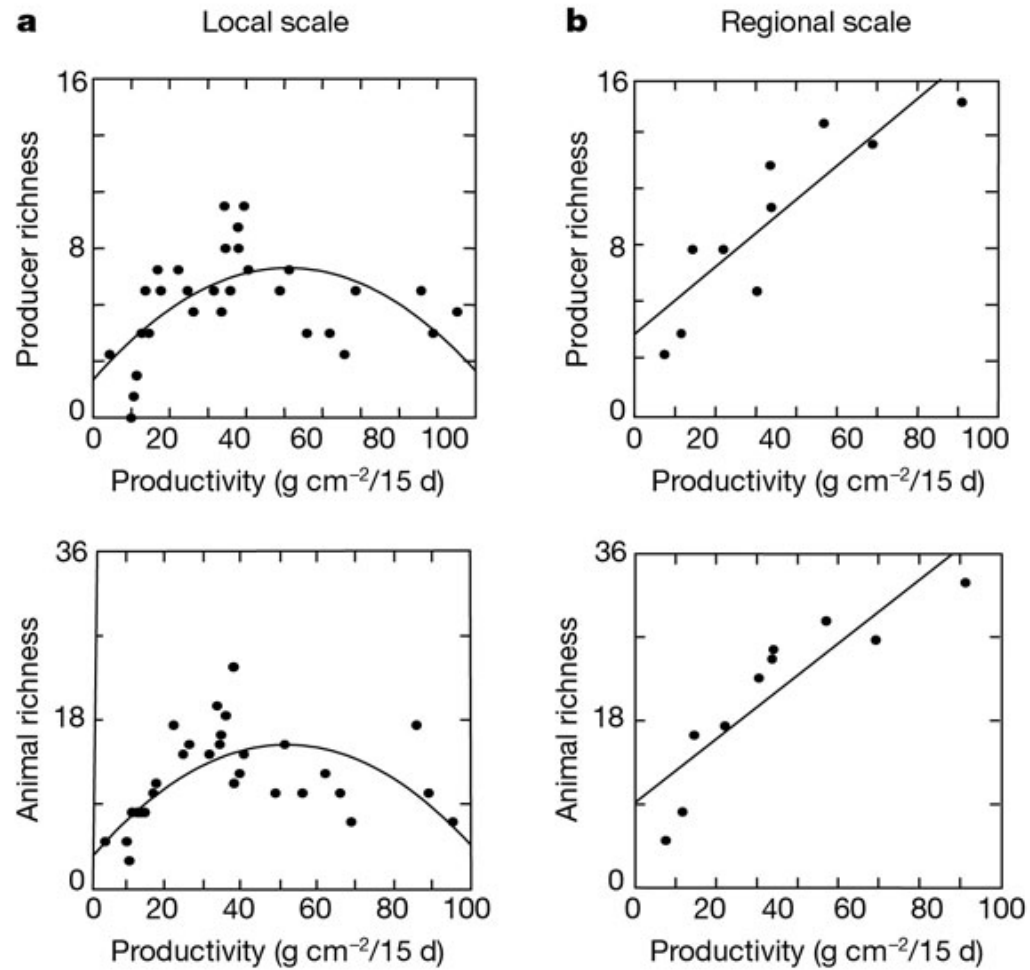 a Local scale
b Regional scale
Producer richness
16
8
0
0 20 40 60 80 100
Productivity (g cm⁻²/15 d)
Producer richness
16
8
0
0 20 40 60 80 100
Productivity (g cm⁻²/15 d)
Animal richness
36
18
0
0 20 40 60 80 100
Productivity (g cm⁻²/15 d)
Animal richness
36
18
0
0 20 40 60 80 100
Productivity (g cm⁻²/15 d)